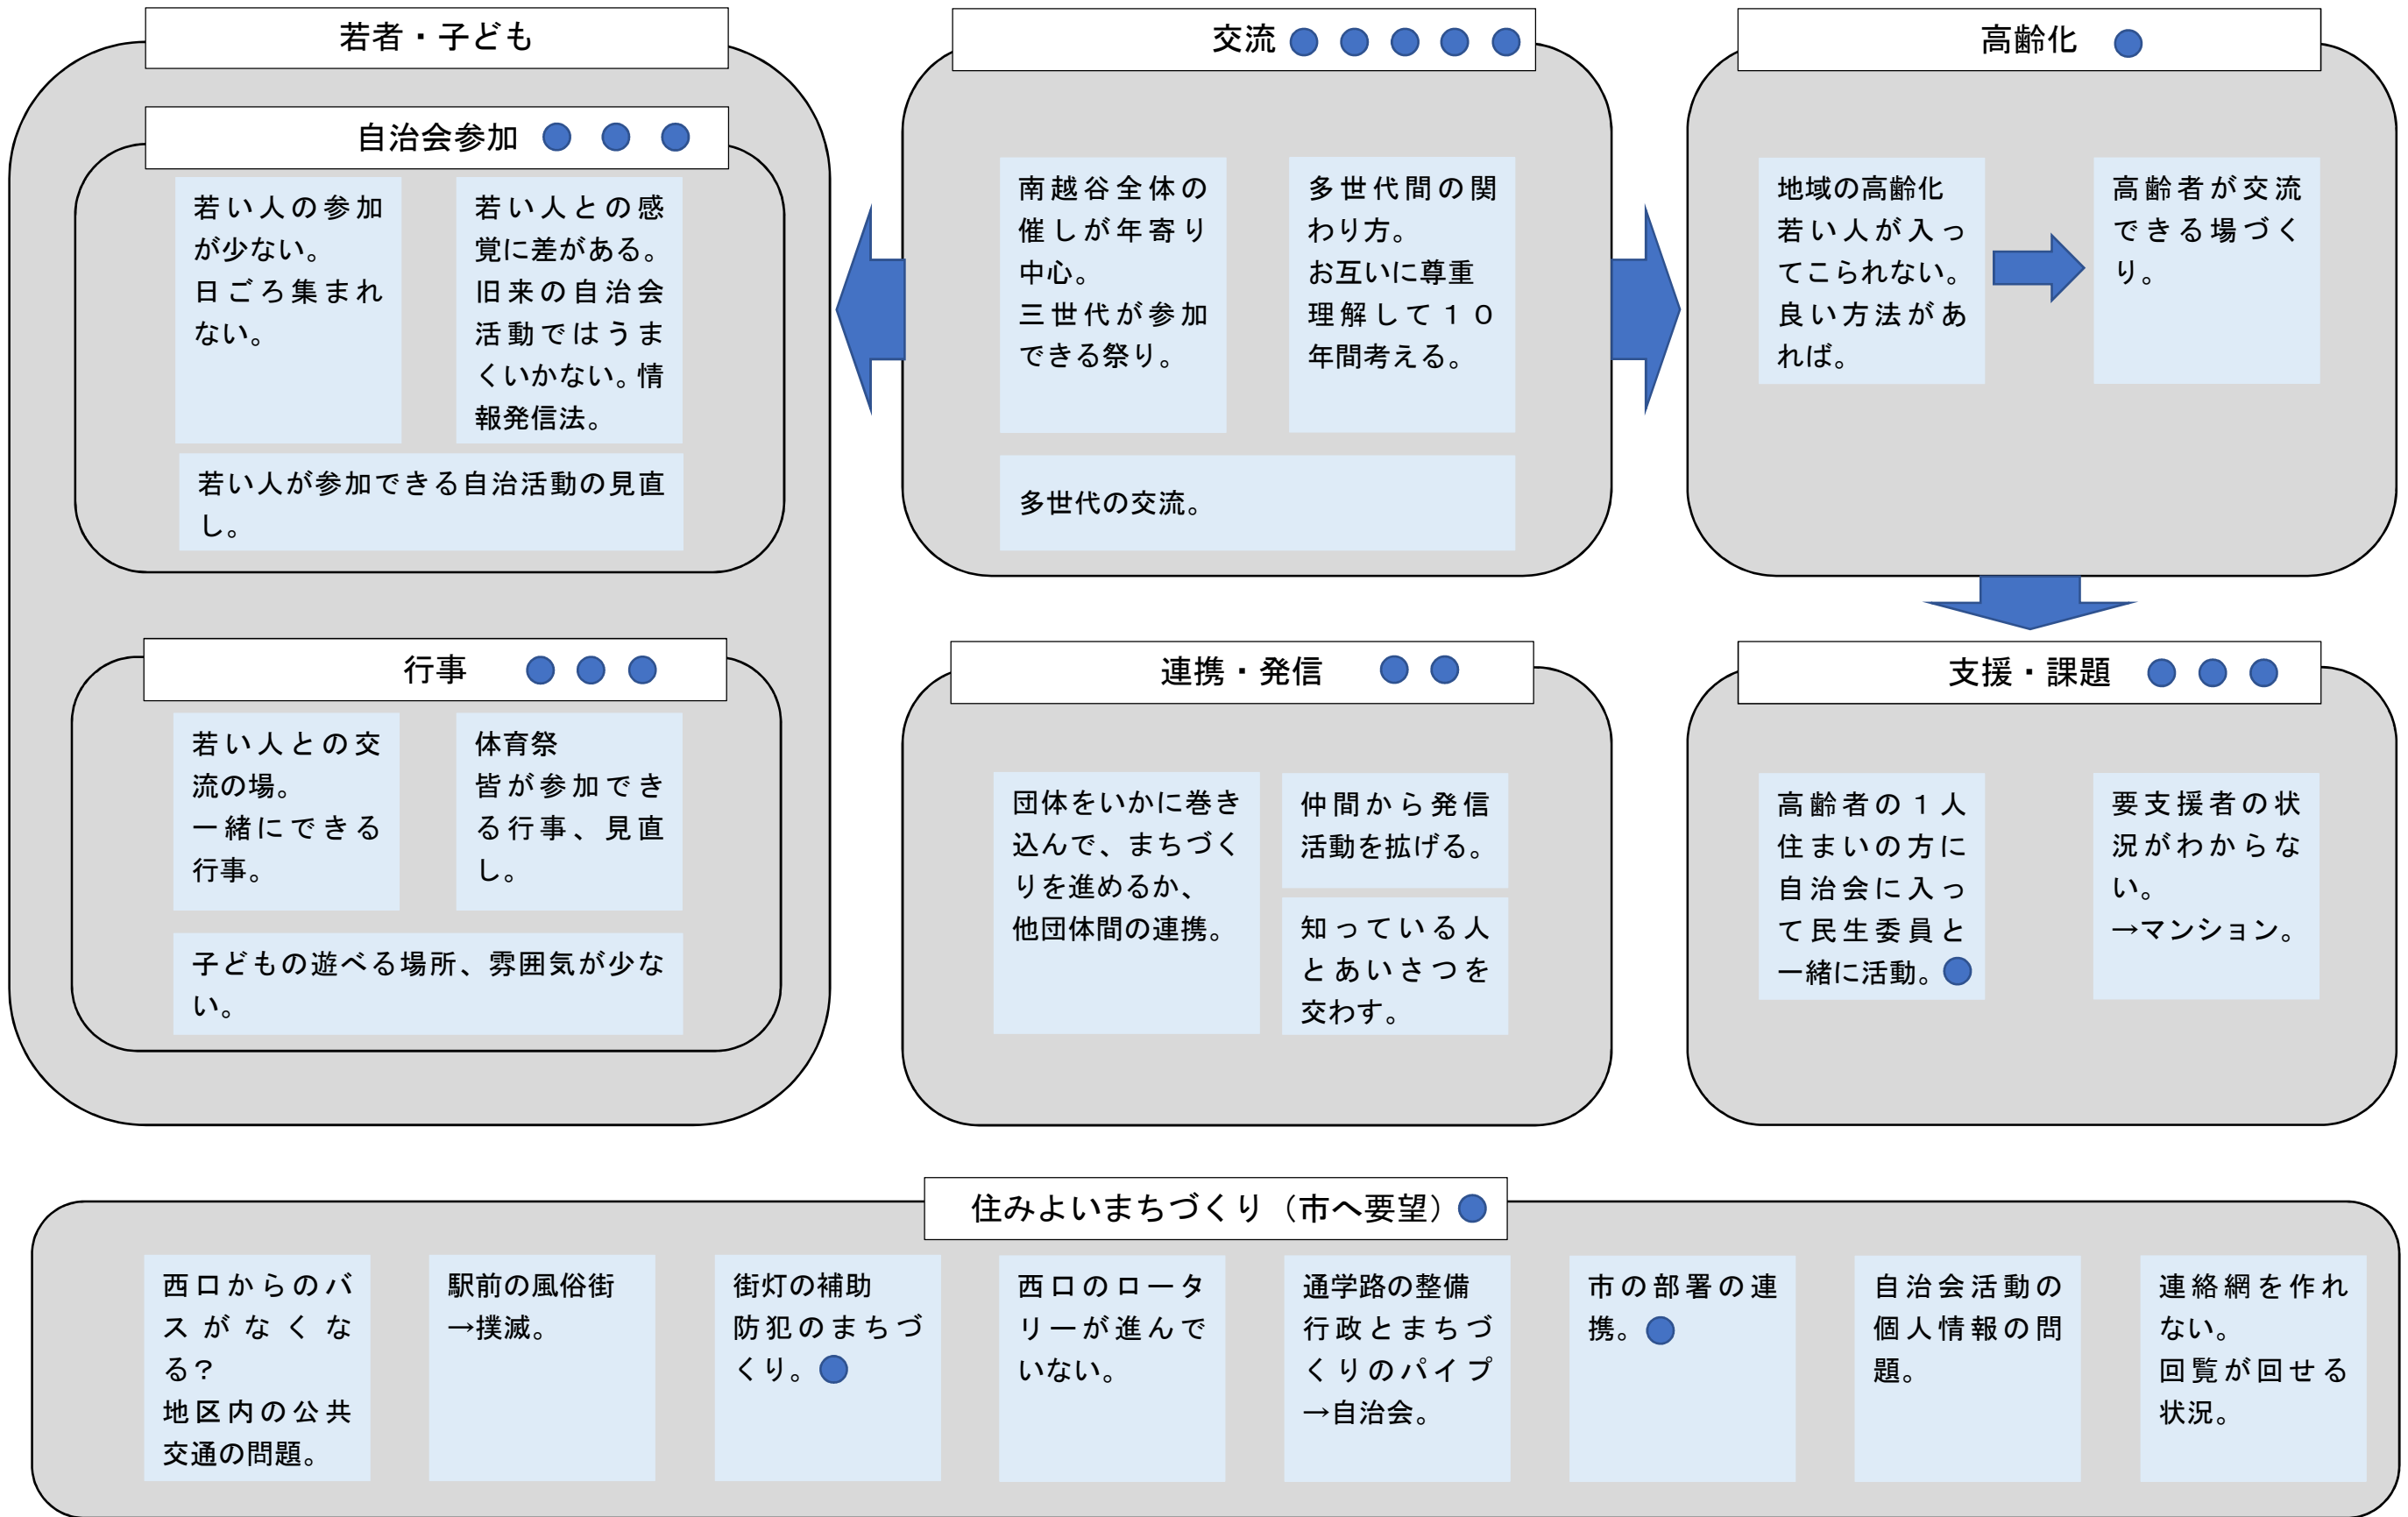 若者・子ども
自治会参加
若い人の参加
が少ない。
日ごろ集まれ
ない。
若い人との感
覚に差がある。
旧来の自治会
活動ではうま
くいかない。情
報発信法。
若い人が参加できる自治活動の見直
し。
行事
若い人との交
流の場。
一緒にできる
行事。
体育祭
皆が参加でき
る行事、見直
し。
子どもの遊べる場所、雰囲気が少な
い。
交流
南越谷全体の
催しが年寄り
中心。
三世代が参加
できる祭り。
多世代間の関
わり方。
お互いに尊重
理解して１０
年間考える。
多世代の交流。
高齢化
地域の高齢化
若い人が入っ
てこられない。
良い方法があ
れば。
高齢者が交流
できる場づく
り。
連携・発信
団体をいかに巻き
込んで、まちづく
りを進めるか、
他団体間の連携。
仲間から発信
活動を拡げる。
知っている人
とあいさつを
交わす。
支援・課題
高齢者の１人
住まいの方に
自治会に入っ
て民生委員と
一緒に活動。
要支援者の状
況がわからな
い。
→マンション。
住みよいまちづくり（市へ要望）
西口からのバ
スがなくな
る？
地区内の公共
交通の問題。
駅前の風俗街
→撲滅。
街灯の補助
防犯のまちづ
くり。
西口のロータ
リーが進んで
いない。
通学路の整備
行政とまちづ
くりのパイプ
→自治会。
市の部署の連
携。
自治会活動の
個人情報の問
題。
連絡網を作れ
ない。
回覧が回せる
状況。